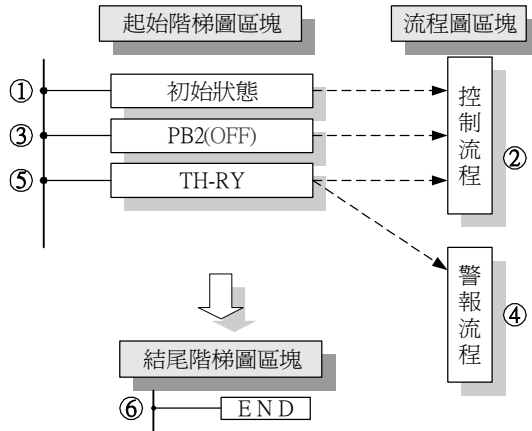 起始階梯圖區塊
流程圖區塊
① 初始狀態
③ PB2(OFF)
⑤ TH-RY
控制流程
②
警報流程
④
結尾階梯圖區塊
⑥ END